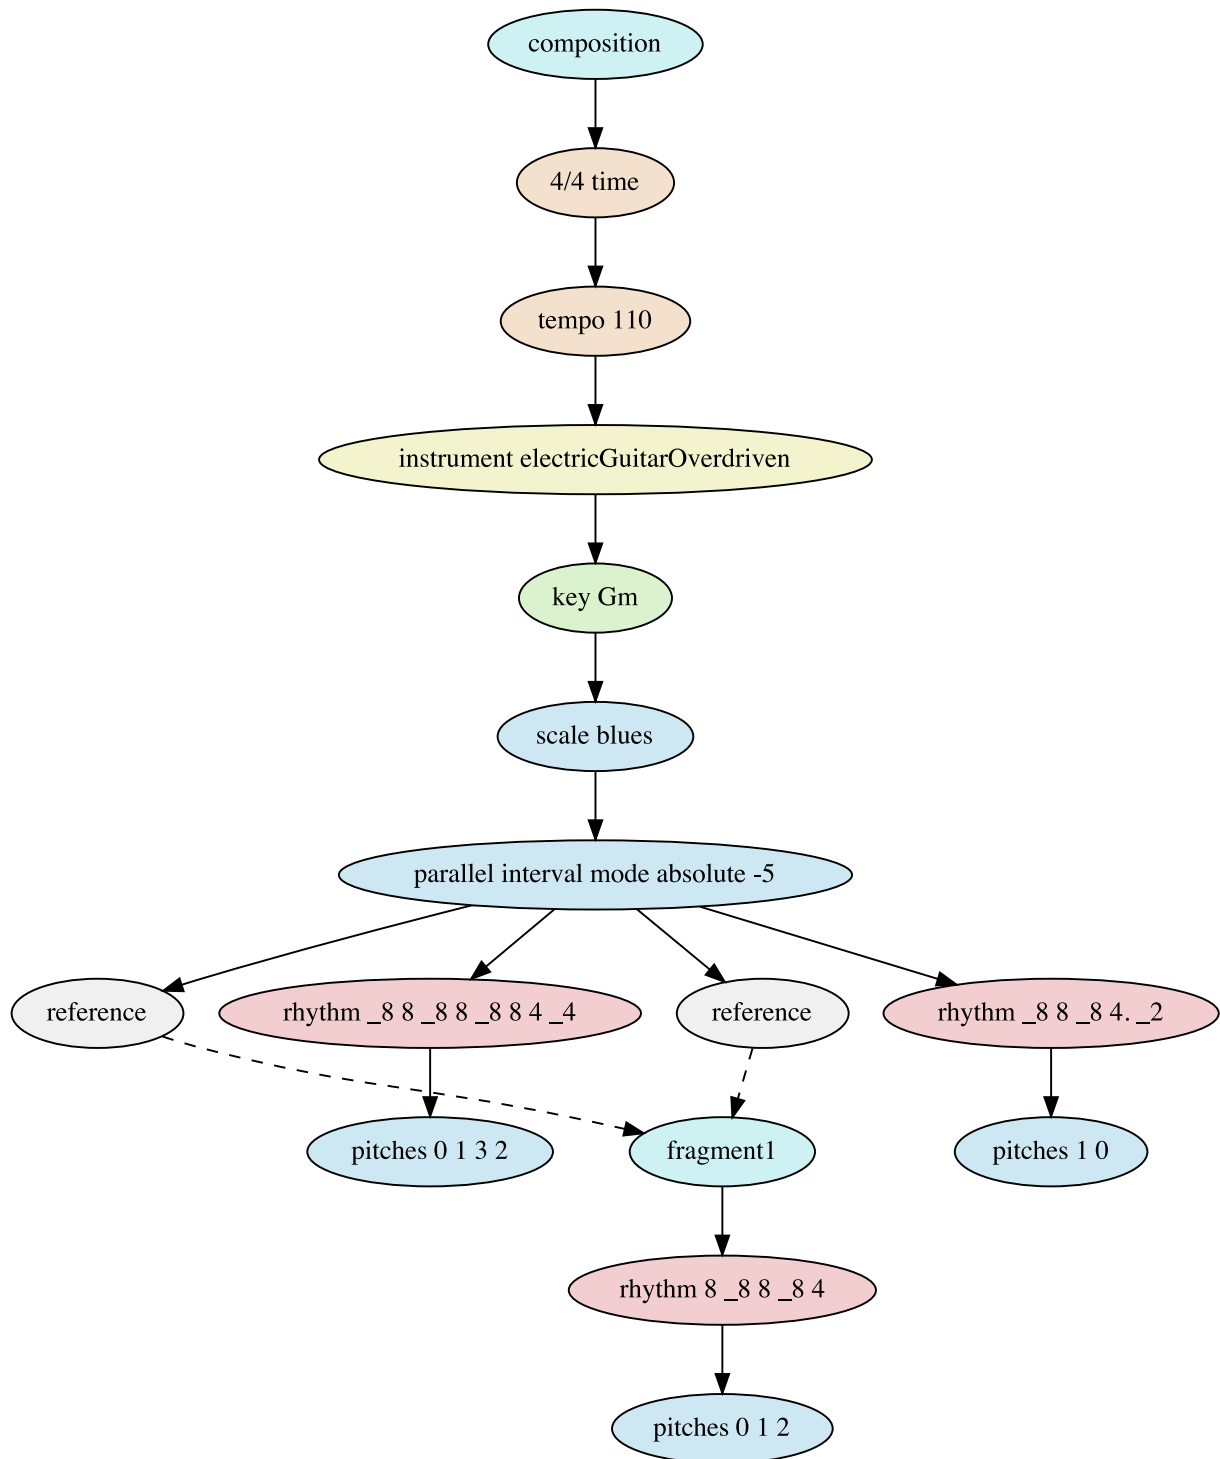 composition
4/4 time
tempo 110
instrument electricGuitarOverdriven
key Gm
scale blues
parallel interval mode absolute -5
reference
rhythm _8 8 _8 8 _8 8 4 _4
reference
rhythm _8 8 _8 4. _2
pitches 0 1 3 2
fragment1
pitches 1 0
rhythm 8 _8 8 _8 4
pitches 0 1 2